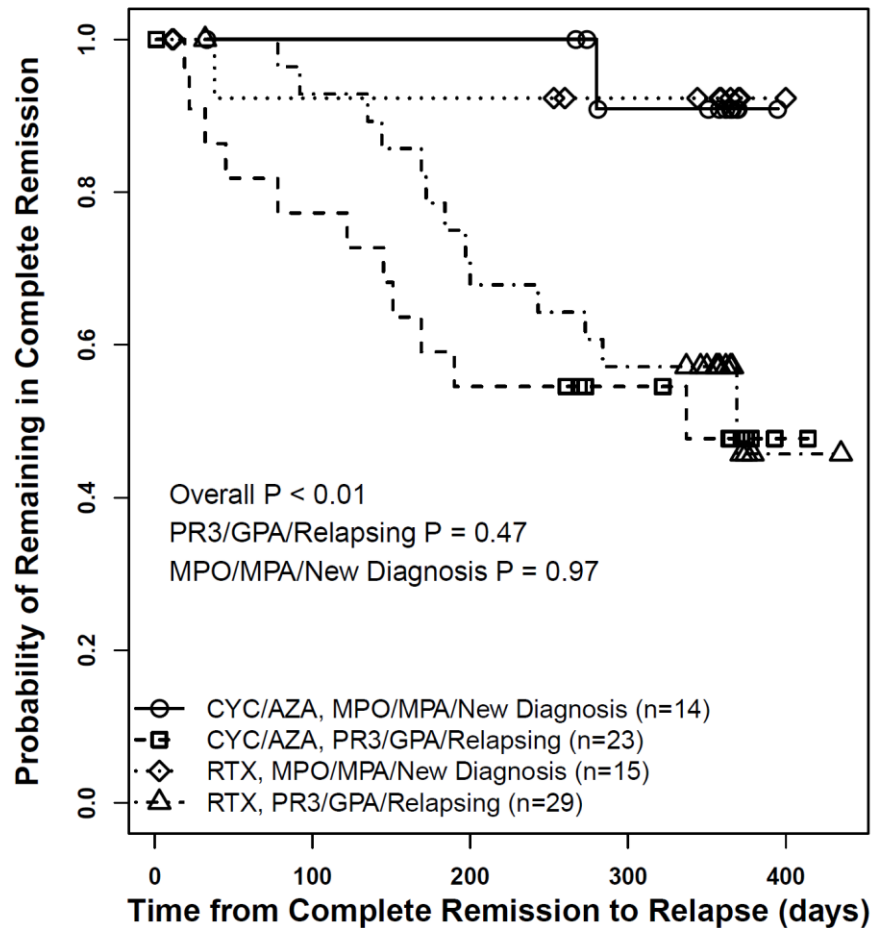 Probability of Remaining in Complete Remission
1.0
0.8
0.6
0.4
0.2
0.0
Overall P < 0.01
PR3/GPA/Relapsing P = 0.47
MPO/MPA/New Diagnosis P = 0.97
CYC/AZA, MPO/MPA/New Diagnosis (n=14)
CYC/AZA, PR3/GPA/Relapsing (n=23)
RTX, MPO/MPA/New Diagnosis (n=15)
RTX, PR3/GPA/Relapsing (n=29)
0 100 200 300 400
Time from Complete Remission to Relapse (days)